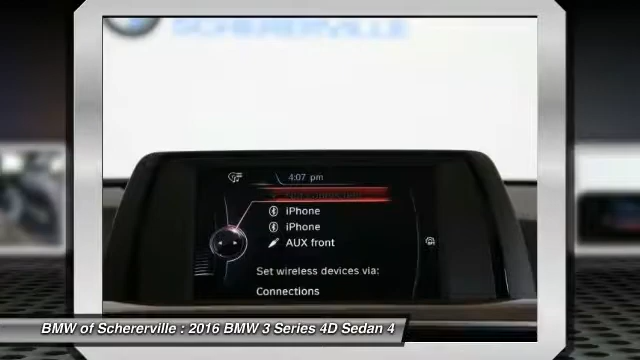 SCHERERVILLE
4:07 pm
iPhone
iPhone
AUX front
Set wireless devices via:
Connections
BMW of Schererville : 2016 BMW 3 Series 4D Sedan 4